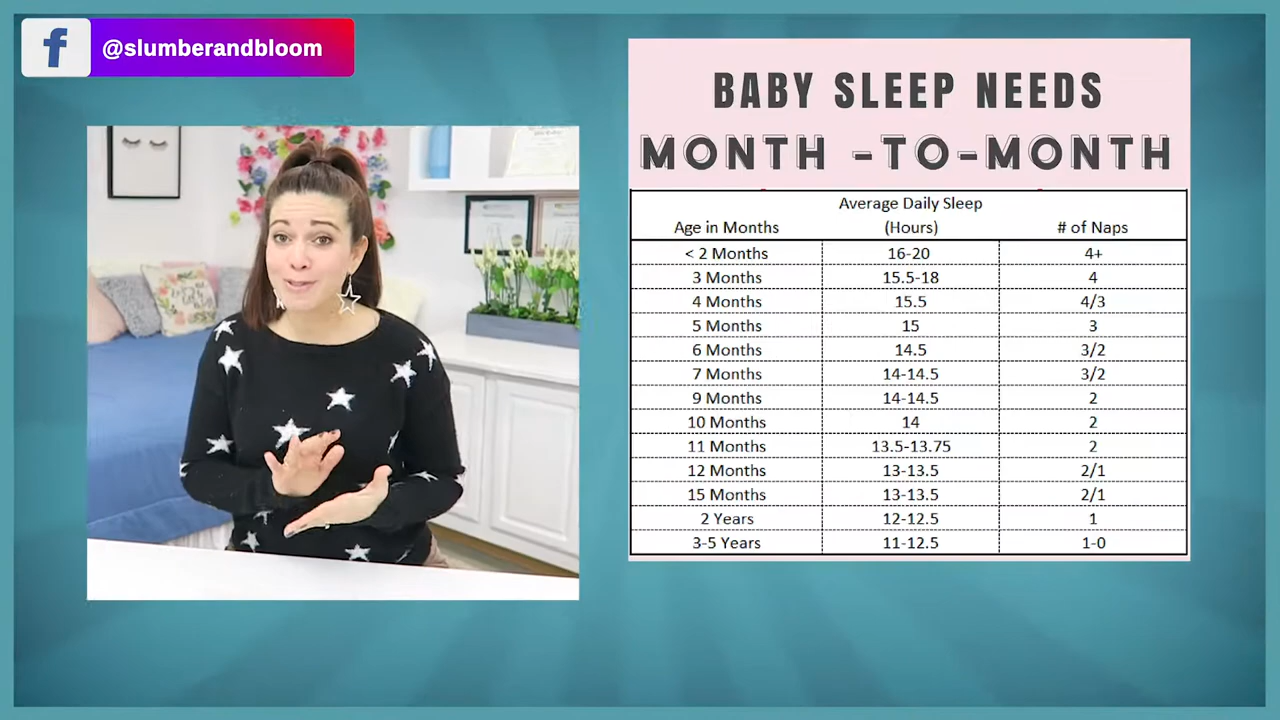 @slumberandbloom
BABY SLEEP NEEDS
MONTH -TO-MONTH
Age in Months Average Daily Sleep (Hours) # of Naps
< 2 Months 16-20 4+
3 Months 15.5-18 4
4 Months 15.5 4/3
5 Months 15 3
6 Months 14.5 3/2
7 Months 14-14.5 3/2
9 Months 14-14.5 2
10 Months 14 2
11 Months 13.5-13.75 2
12 Months 13-13.5 2/1
15 Months 13-13.5 2/1
2 Years 12-12.5 1
3-5 Years 11-12.5 1-0